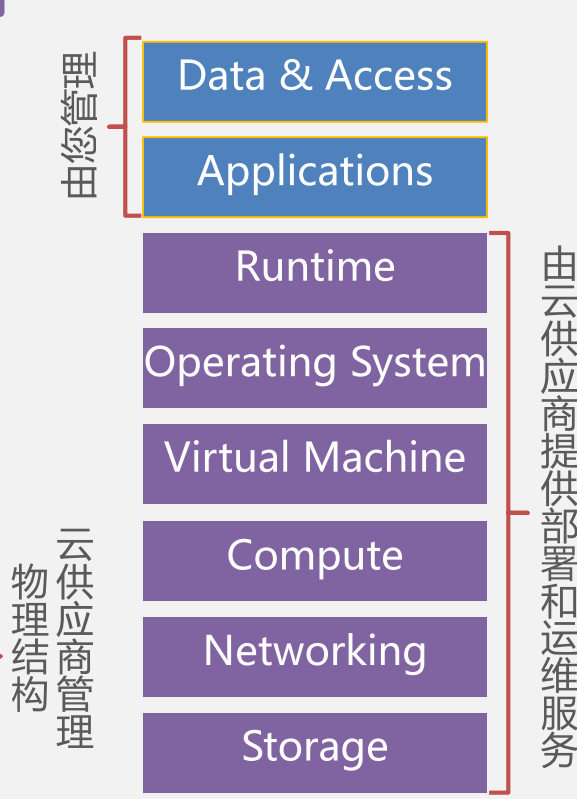 由您管理
Data & Access
Applications
Runtime
Operating System
Virtual Machine
Compute
Networking
Storage
由云供应商提供部署和运维服务
云供应商管理
物理结构